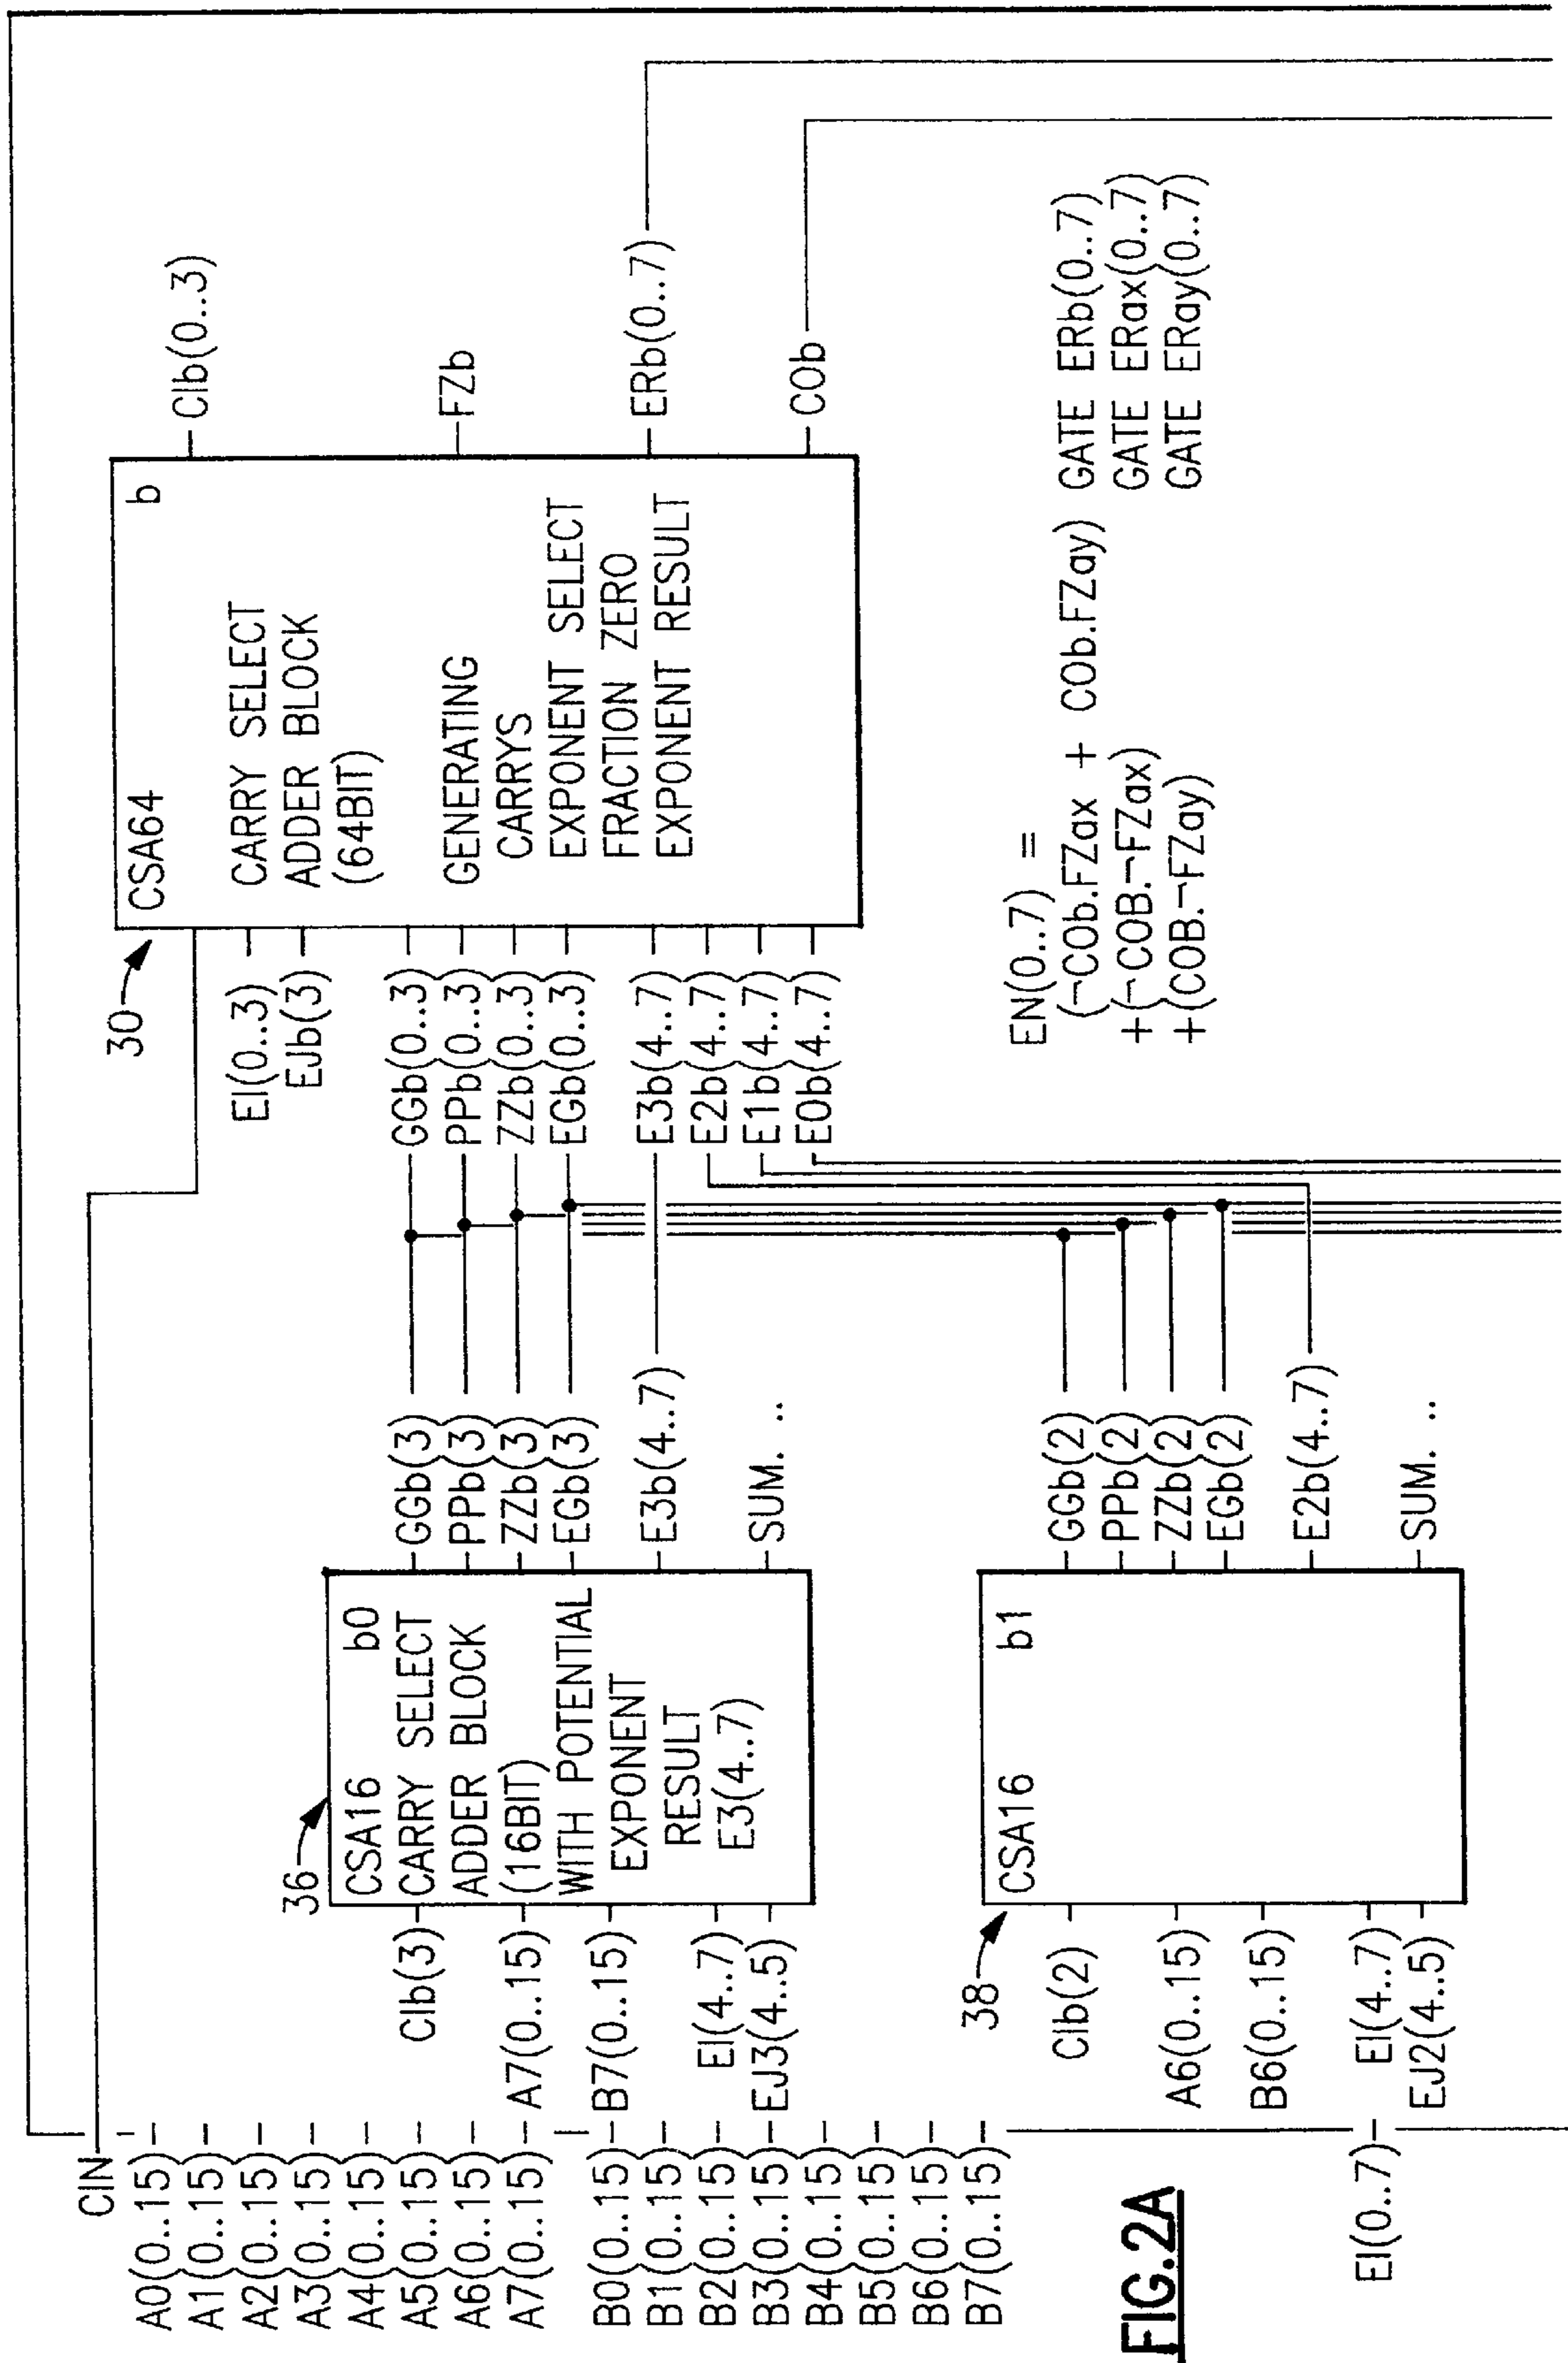 CIN
A0(0..15)
A1(0..15)
A2(0..15)
A3(0..15)
A4(0..15)
A5(0..15)
A6(0..15)
A7(0..15)
B0(0..15)
B1(0..15)
B2(0..15)
B3(0..15)
B4(0..15)
B5(0..15)
B6(0..15)
B7(0..15)
EI(0..7)
FIG.2A
36
CIb(3)
A7(0..15)
B7(0..15)
EI(4..7)
EJ3(4..5)
CSA16 b0
CARRY SELECT
ADDER BLOCK
(16BIT)
WITH POTENTIAL
EXPONENT
RESULT
E3(4..7)
GGb(3)
PPb(3)
ZZb(3)
EGb(3)
E3b(4..7)
SUM. ..
38
CIb(2)
A6(0..15)
B6(0..15)
EI(4..7)
EJ2(4..5)
CSA16 b1
GGb(2)
PPb(2)
ZZb(2)
EGb(2)
E2b(4..7)
SUM. ..
30
EI(0..3)
EJb(3)
GGb(0..3)
PPb(0..3)
ZZb(0..3)
EGb(0..3)
E3b(4..7)
E2b(4..7)
E1b(4..7)
E0b(4..7)
CSA64 b
CARRY SELECT
ADDER BLOCK
(64BIT)
GENERATING
CARRYS
EXPONENT SELECT
FRACTION ZERO
EXPONENT RESULT
CIb(0..3)
FZb
ERb(0..7)
COb
EN(0..7) =
(¬COb.FZax + COb.FZay) GATE ERb(0..7)
+(¬COB.¬FZax) GATE ERax(0..7)
+(COB.¬FZay) GATE ERay(0..7)